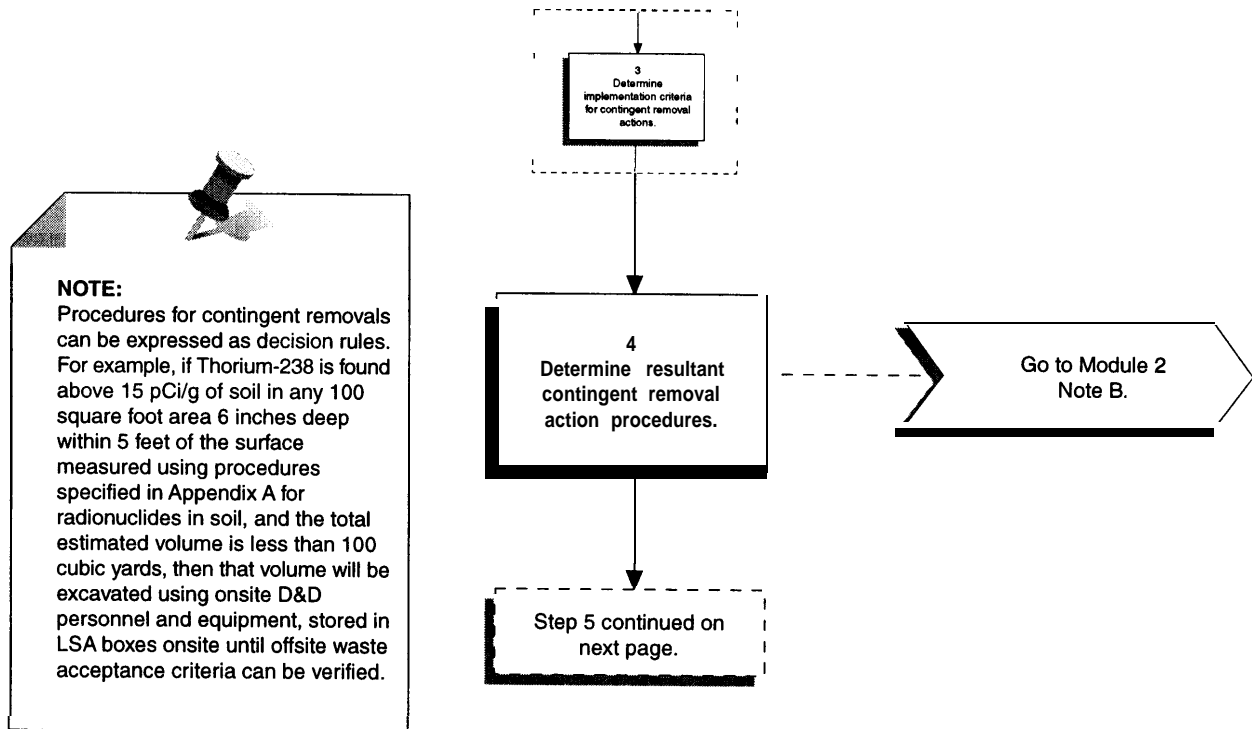 3
Determine
implementation criteria
for contingent removal
actions.
NOTE:
Procedures for contingent removals
can be expressed as decision rules.
For example, if Thorium-238 is found
above 15 pCi/g of soil in any 100
square foot area 6 inches deep
within 5 feet of the surface
measured using procedures
specified in Appendix A for
radionuclides in soil, and the total
estimated volume is less than 100
cubic yards, then that volume will be
excavated using onsite D&D
personnel and equipment, stored in
LSA boxes onsite until offsite waste
acceptance criteria can be verified.
4
Determine resultant
contingent removal
action procedures.
Go to Module 2
Note B.
Step 5 continued on
next page.